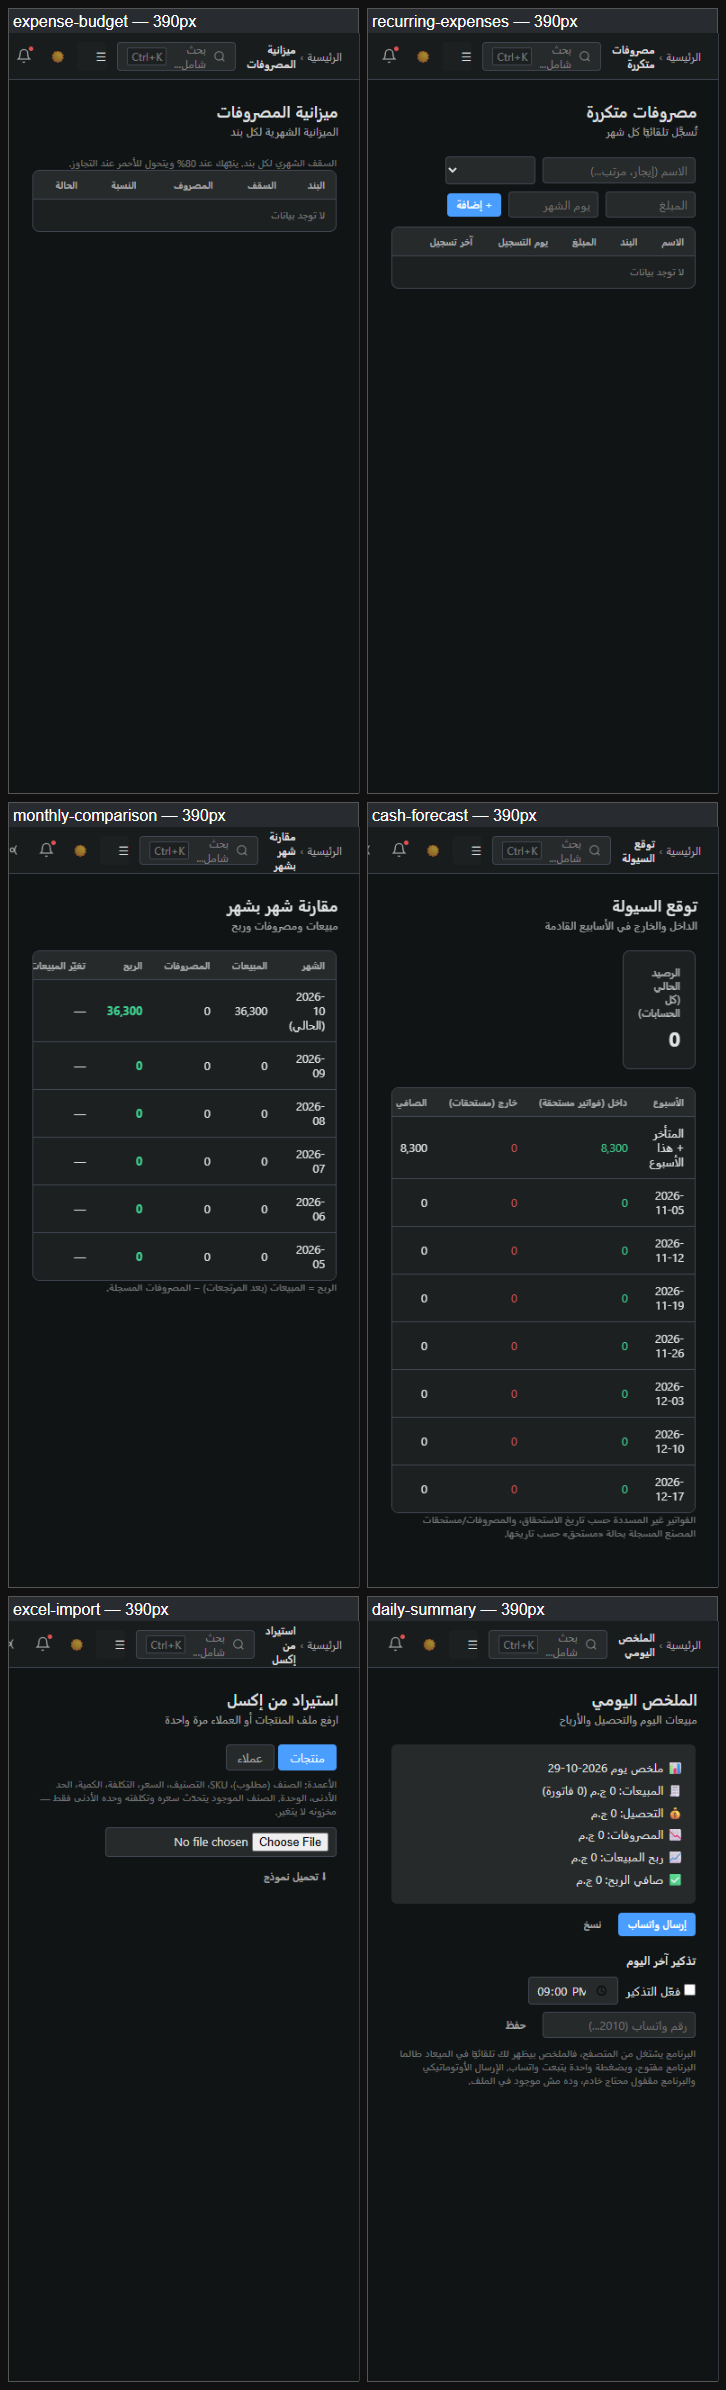 expense-budget — 390px
الرئيسية › ميزانية المصروفات
بحث شامل... Ctrl+K
☰
ميزانية المصروفات
الميزانية الشهرية لكل بند
السقف الشهري لكل بند. ينبّهك عند 80% ويتحول للأحمر عند التجاوز.
البند السقف المصروف النسبة الحالة
لا توجد بيانات
recurring-expenses — 390px
الرئيسية › مصروفات متكررة
بحث شامل... Ctrl+K
☰
مصروفات متكررة
تُسجَّل تلقائيًا كل شهر
الاسم (إيجار، مرتب...)
المبلغ يوم الشهر + إضافة
الاسم البند المبلغ يوم التسجيل آخر تسجيل
لا توجد بيانات
monthly-comparison — 390px
الرئيسية › مقارنة شهر بشهر
بحث شامل... Ctrl+K
☰
مقارنة شهر بشهر
مبيعات ومصروفات وربح
الشهر المبيعات المصروفات الربح تغيّر المبيعات
2026-10 (الحالي) 36,300 0 36,300 —
2026-09 0 0 0 —
2026-08 0 0 0 —
2026-07 0 0 0 —
2026-06 0 0 0 —
2026-05 0 0 0 —
الربح = المبيعات (بعد المرتجعات) − المصروفات المسجلة.
cash-forecast — 390px
الرئيسية › توقع السيولة
بحث شامل... Ctrl+K
☰
توقع السيولة
الداخل والخارج في الأسابيع القادمة
الرصيد الحالي (كل الحسابات)
0
الأسبوع داخل (فواتير مستحقة) خارج (مستحقات) الصافي
المتأخر + هذا الأسبوع 8,300 0 8,300
2026-11-05 0 0 0
2026-11-12 0 0 0
2026-11-19 0 0 0
2026-11-26 0 0 0
2026-12-03 0 0 0
2026-12-10 0 0 0
2026-12-17 0 0 0
الفواتير غير المسددة حسب تاريخ الاستحقاق، والمصروفات/مستحقات
المصنع المسجلة بحالة «مستحق» حسب تاريخها.
excel-import — 390px
الرئيسية › استيراد من إكسل
بحث شامل... Ctrl+K
☰
استيراد من إكسل
ارفع ملف المنتجات أو العملاء مرة واحدة
منتجات عملاء
الأعمدة: الصنف (مطلوب)، SKU، التصنيف، السعر، التكلفة، الكمية، الحد
الأدنى، الوحدة. الصنف الموجود يتحدّث سعره وتكلفته وحده الأدنى فقط —
مخزونه لا يتغير.
Choose File No file chosen
⬇ تحميل نموذج
daily-summary — 390px
الرئيسية › الملخص اليومي
بحث شامل... Ctrl+K
☰
الملخص اليومي
مبيعات اليوم والتحصيل والأرباح
📊 ملخص يوم 2026-10-29
🧾 المبيعات: 0 ج.م (0 فاتورة)
💰 التحصيل: 0 ج.م
📉 المصروفات: 0 ج.م
📈 ربح المبيعات: 0 ج.م
✅ صافي الربح: 0 ج.م
إرسال واتساب نسخ
تذكير آخر اليوم
فعّل التذكير 09:00 PM
رقم واتساب (2010...) حفظ
البرنامج يشتغل من المتصفح، فالملخص بيظهر لك تلقائيًا في الميعاد طالما
البرنامج مفتوح، وبضغطة واحدة يتبعت واتساب. الإرسال الأوتوماتيكي
والبرنامج مقفول محتاج خادم، وده مش موجود في الملف.